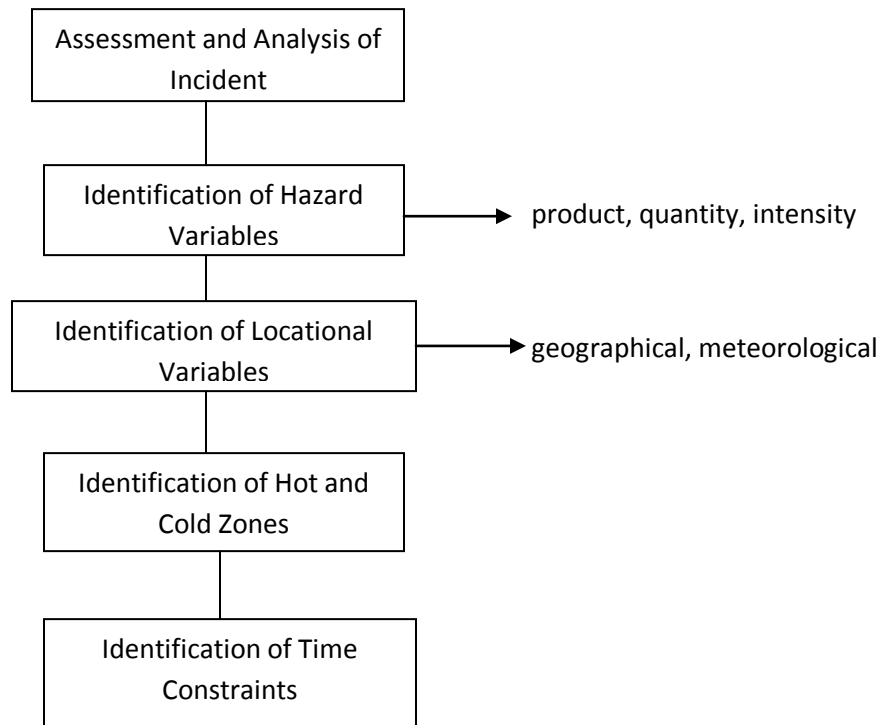 Assessment and Analysis of
Incident
Identification of Hazard
Variables
product, quantity, intensity
Identification of Locational
Variables
geographical, meteorological
Identification of Hot and
Cold Zones
Identification of Time
Constraints